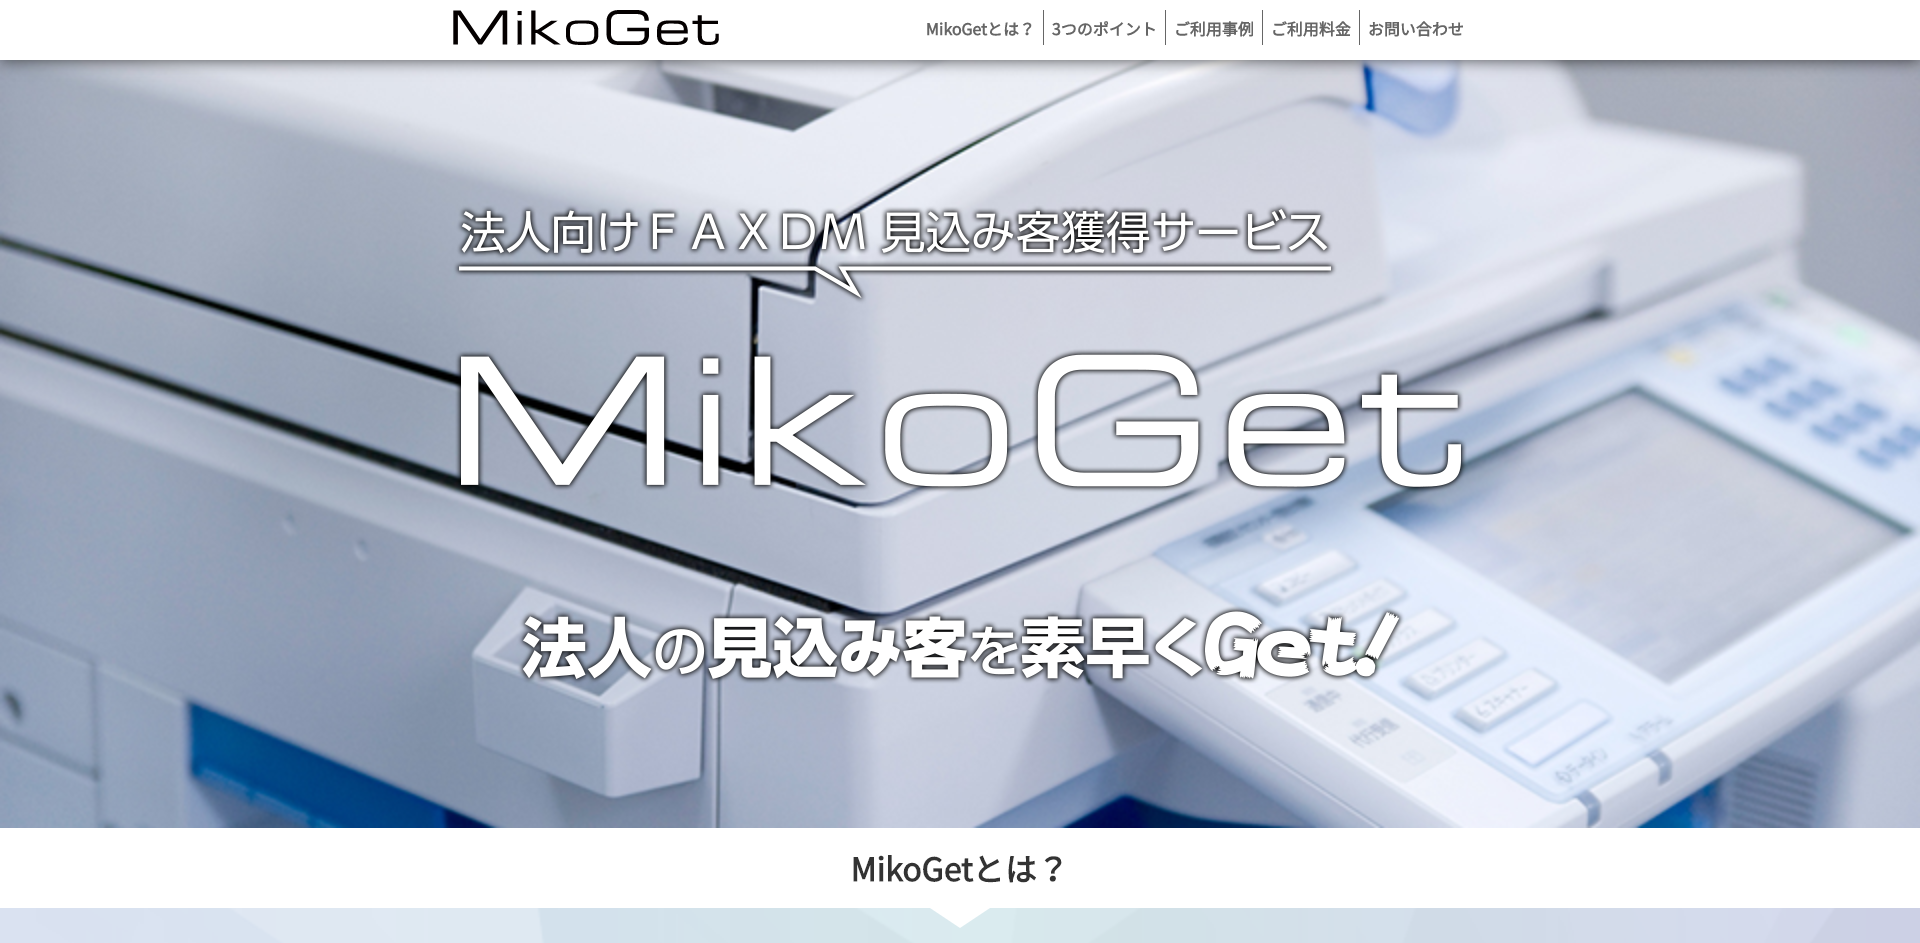 MikoGet
MikoGetとは？
3つのポイント
ご利用事例
ご利用料金
お問い合わせ
法人向けＦＡＸＤＭ 見込み客獲得サービス
MikoGet
法人の見込み客を素早くGet!
MikoGetとは？